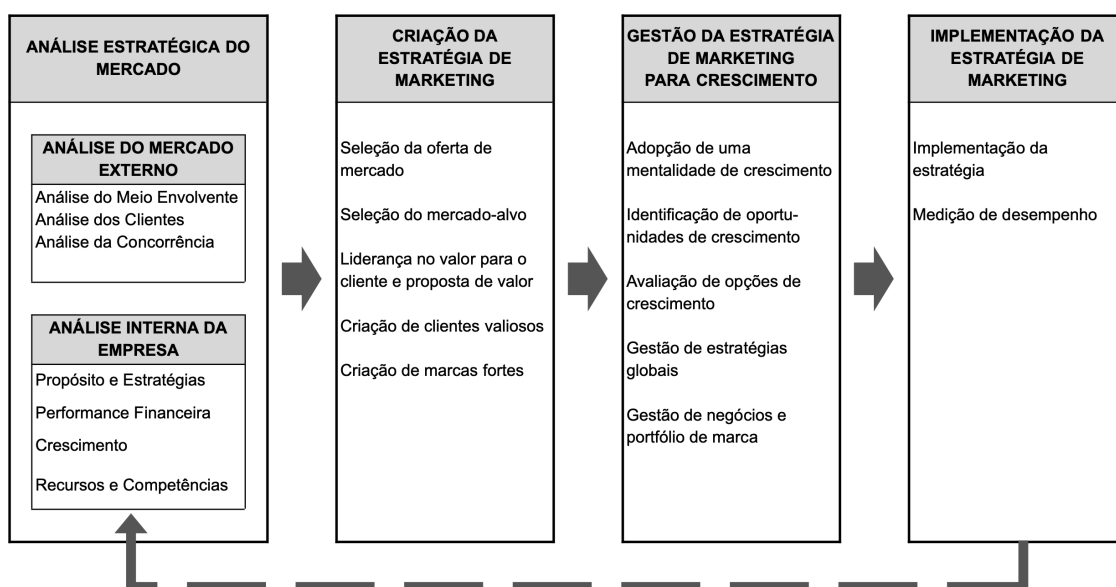 ANÁLISE ESTRATÉGICA DO
MERCADO
ANÁLISE DO MERCADO
EXTERNO
Análise do Meio Envolvente
Análise dos Clientes
Análise da Concorrência
ANÁLISE INTERNA DA
EMPRESA
Propósito e Estratégias
Performance Financeira
Crescimento
Recursos e Competências
CRIAÇÃO DA
ESTRATÉGIA DE
MARKETING
Seleção da oferta de
mercado
Seleção do mercado-alvo
Liderança no valor para o
cliente e proposta de valor
Criação de clientes valiosos
Criação de marcas fortes
GESTÃO DA ESTRATÉGIA
DE MARKETING
PARA CRESCIMENTO
Adopção de uma
mentalidade de crescimento
Identificação de oportu-
nidades de crescimento
Avaliação de opções de
crescimento
Gestão de estratégias
globais
Gestão de negócios e
portfólio de marca
IMPLEMENTAÇÃO DA
ESTRATÉGIA DE
MARKETING
Implementação da
estratégia
Medição de desempenho